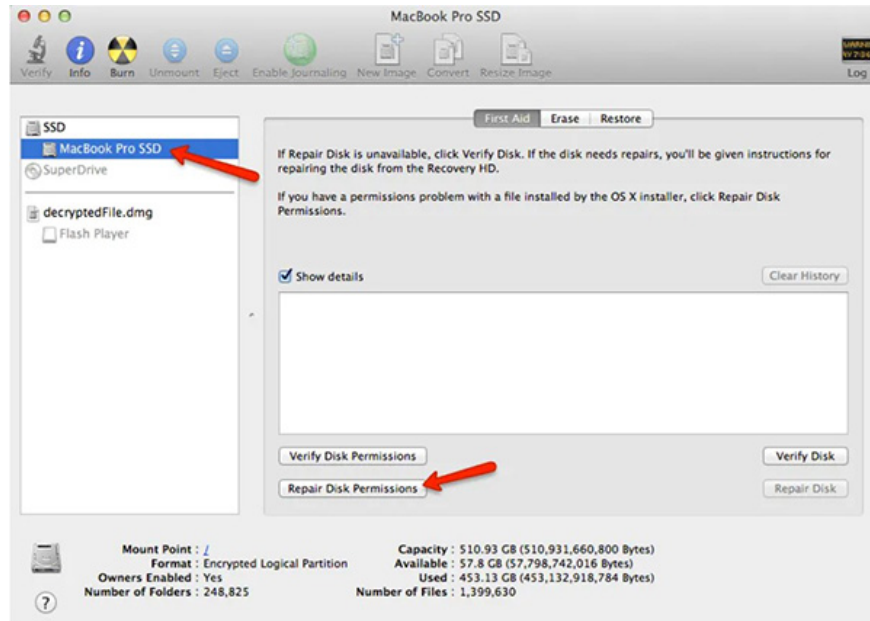 MacBook Pro SSD
Verify Info Burn Unmount Eject Enable Journaling New Image Convert Resize Image Log
First Aid Erase Restore
SSD
MacBook Pro SSD
SuperDrive
decryptedFile.dmg
Flash Player
If Repair Disk is unavailable, click Verify Disk. If the disk needs repairs, you'll be given instructions for
repairing the disk from the Recovery HD.
If you have a permissions problem with a file installed by the OS X installer, click Repair Disk
Permissions.
Show details Clear History
Verify Disk Permissions Verify Disk
Repair Disk Permissions Repair Disk
Mount Point : / Capacity : 510.93 GB (510,931,660,800 Bytes)
Format : Encrypted Logical Partition Available : 57.8 GB (57,798,742,016 Bytes)
Owners Enabled : Yes Used : 453.13 GB (453,132,918,784 Bytes)
Number of Folders : 248,825 Number of Files : 1,399,630
?